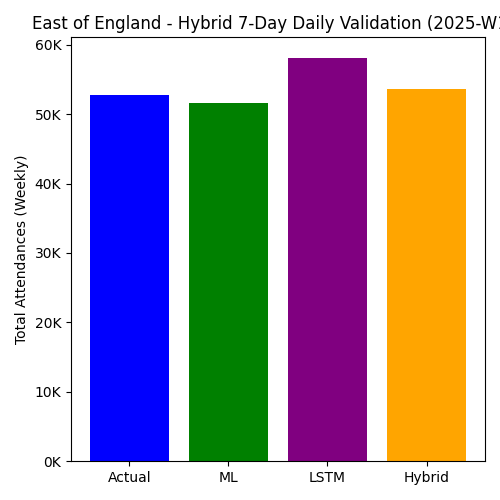 East of England - Hybrid 7-Day Daily Validation (2025-W
Total Attendances (Weekly)
60K
50K
40K
30K
20K
10K
0K
Actual ML LSTM Hybrid